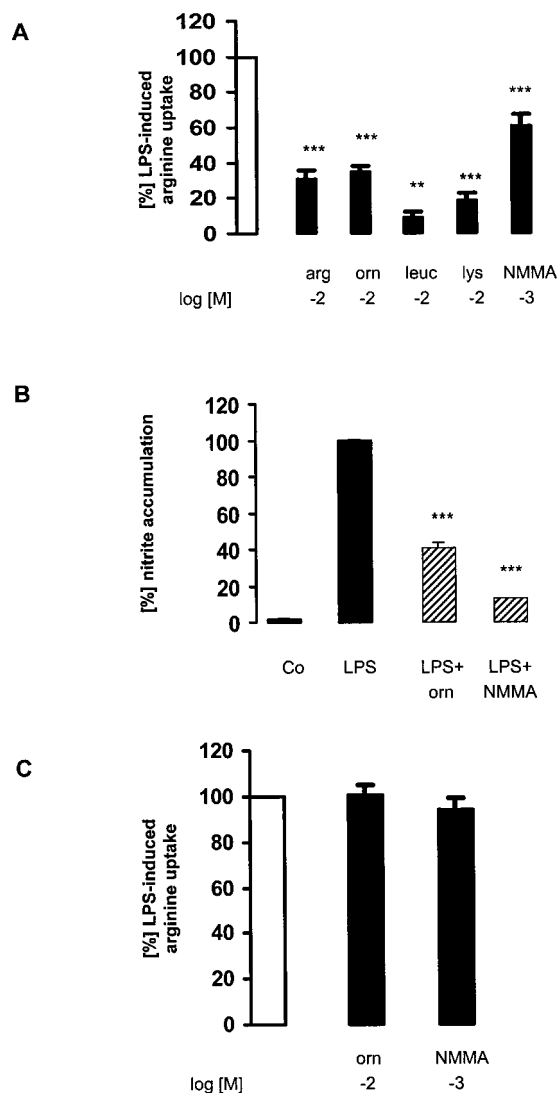 A
[%] LPS-induced
arginine uptake
120
100
80
60
40
20
0
***
***
**
***
***
arg orn leuc lys NMMA
log [M] -2 -2 -2 -2 -3
B
[%] nitrite accumulation
120
100
80
60
40
20
0
***
***
Co LPS LPS+ LPS+
orn NMMA
C
[%] LPS-induced
arginine uptake
120
100
80
60
40
20
0
orn NMMA
log [M] -2 -3